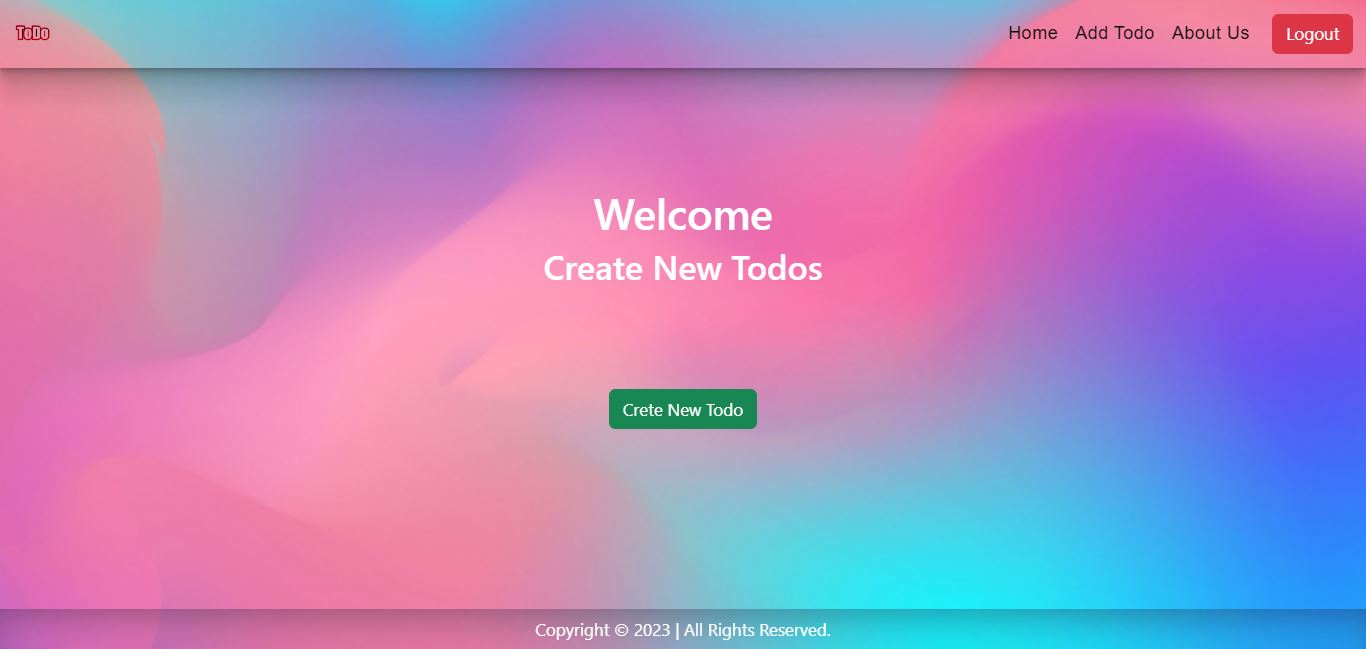 ToDo
Home Add Todo About Us Logout
Welcome
Create New Todos
Crete New Todo
Copyright © 2023 | All Rights Reserved.